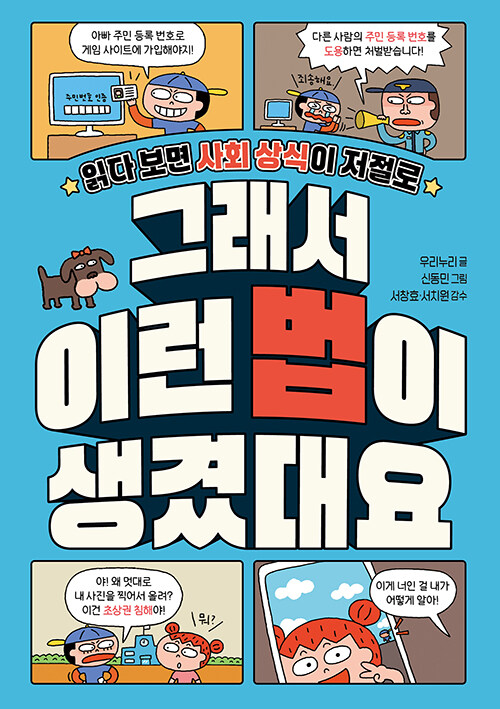 아빠 주민 등록 번호로
게임 사이트에 가입해야지!
주민번호 인증
다른 사람의 주민 등록 번호를
도용하면 처벌받습니다!
죄송해요
읽다 보면 사회 상식이 저절로
그래서
이런 법이
생겼대요
우리누리 글
신동민 그림
서창효·서치원 감수
야! 왜 멋대로
내 사진을 찍어서 올려?
이건 초상권 침해야!
뭐?
이게 너인 걸 내가
어떻게 알아!